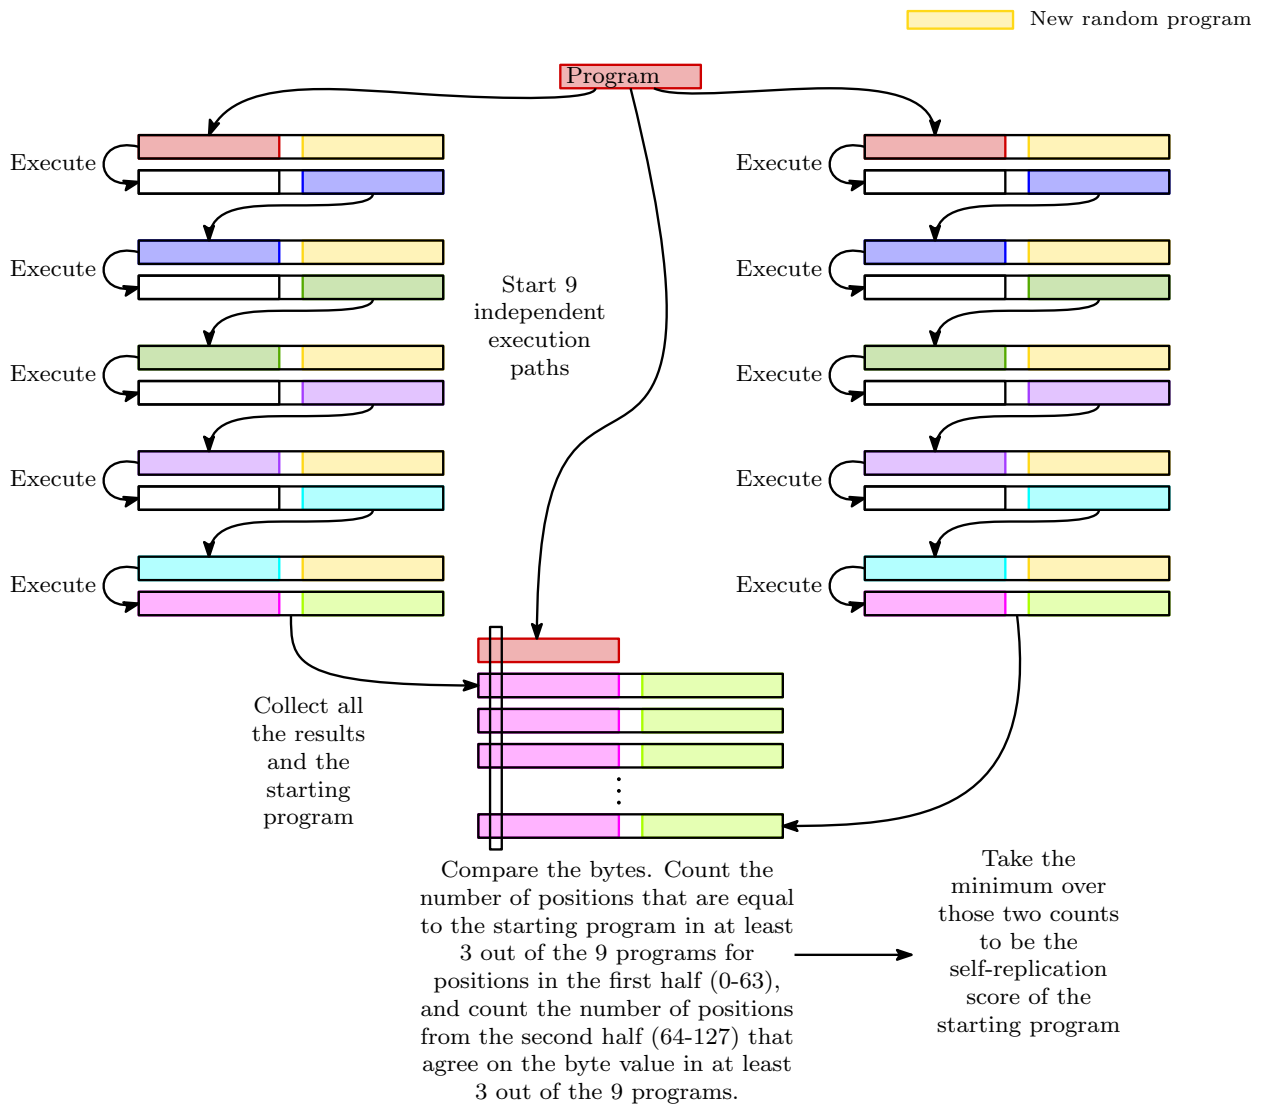 New random program
Program
Execute
Execute
Execute
Execute
Execute
Start 9
independent
execution
paths
Execute
Execute
Execute
Execute
Execute
Collect all
the results
and the
starting
program
Compare the bytes. Count the
number of positions that are equal
to the starting program in at least
3 out of the 9 programs for
positions in the first half (0-63),
and count the number of positions
from the second half (64-127) that
agree on the byte value in at least
3 out of the 9 programs.
Take the
minimum over
those two counts
to be the
self-replication
score of the
starting program